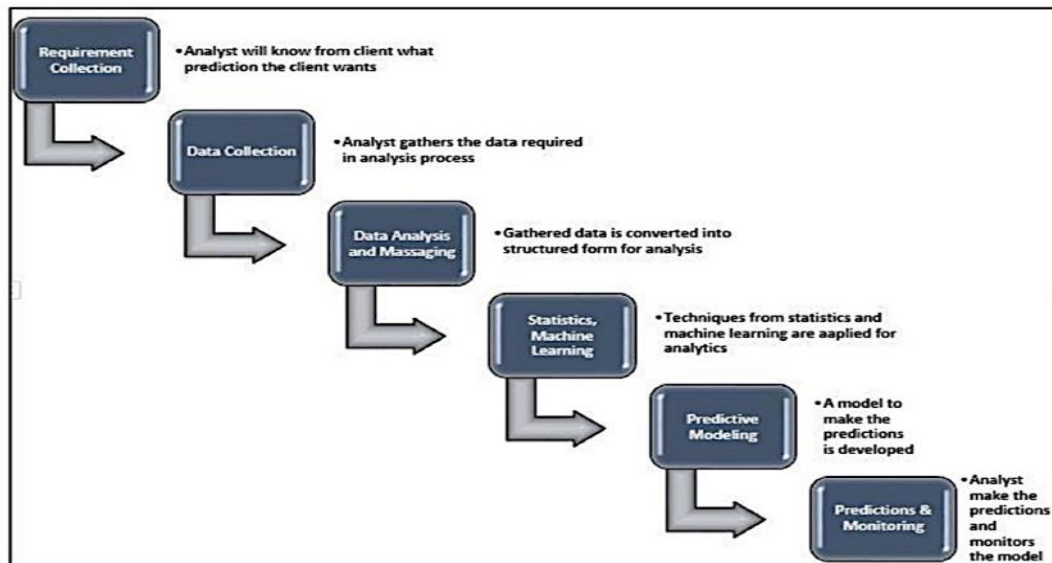 Requirement
Collection
•Analyst will know from client what
prediction the client wants
Data Collection
•Analyst gathers the data required
in analysis process
Data Analysis
and Massaging
•Gathered data is converted into
structured form for analysis
Statistics,
Machine
Learning
•Techniques from statistics and
machine learning are aaplied for
analytics
Predictive
Modeling
•A model to
make the
predictions
is developed
Predictions &
Monitoring
•Analyst
make the
predictions
and
monitors
the model